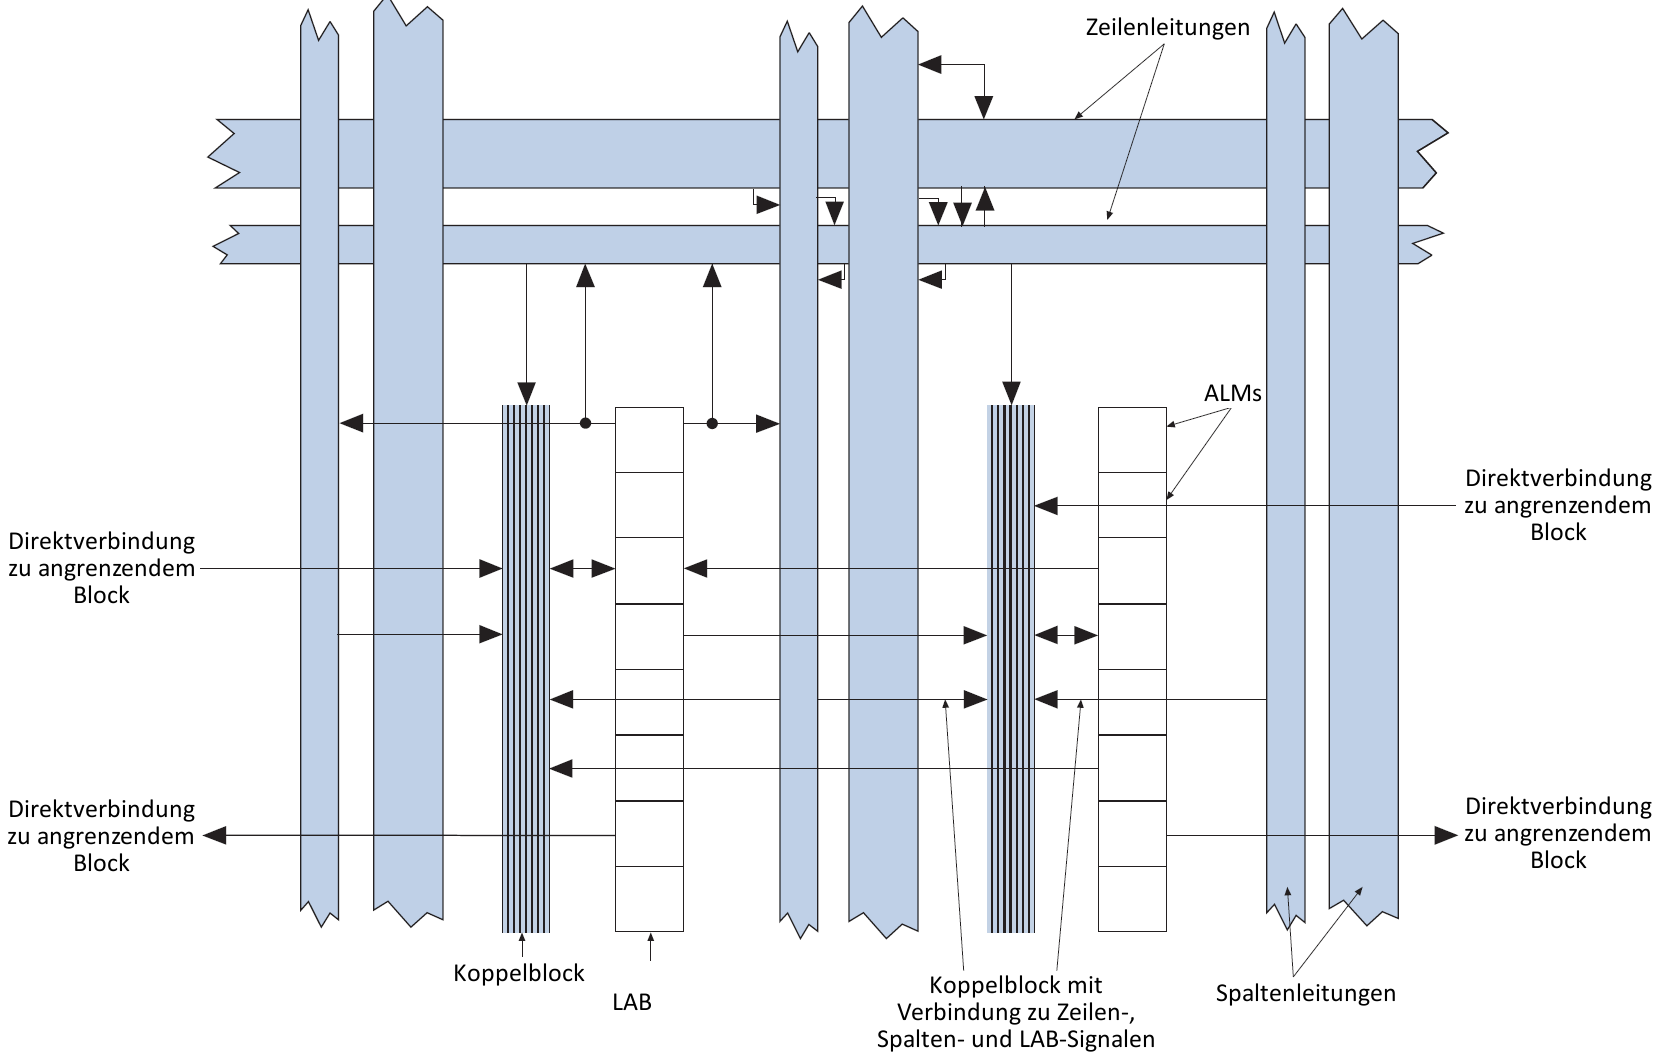 Zeilenleitungen
ALMs
Direktverbindung
zu angrenzendem
Block
Direktverbindung
zu angrenzendem
Block
Direktverbindung
zu angrenzendem
Block
Direktverbindung
zu angrenzendem
Block
Koppelblock
LAB
Koppelblock mit
Verbindung zu Zeilen-,
Spalten- und LAB-Signalen
Spaltenleitungen